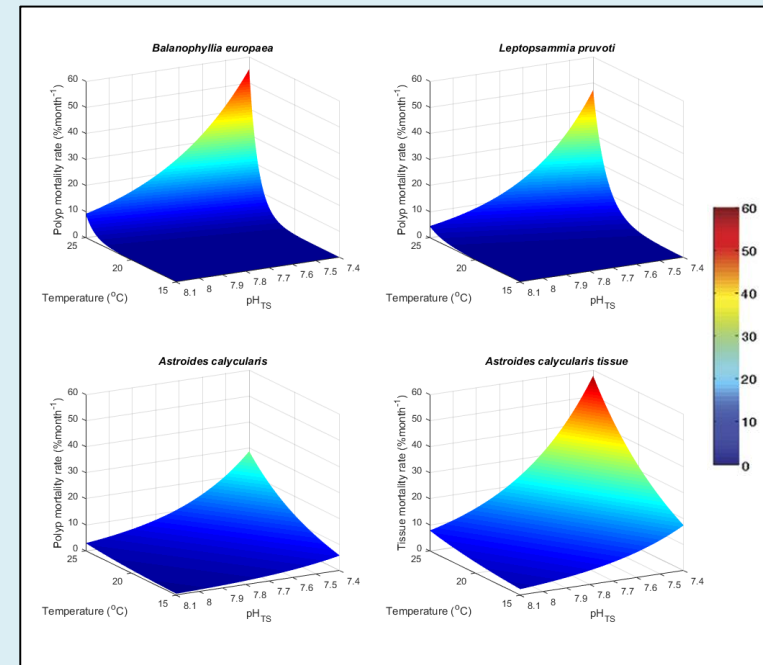 Balanophyllia europaea
Polyp mortality rate (%month-1)
60
50
40
30
20
10
0
25
20
15
Temperature (oC)
8.1 8 7.9 7.8 7.7 7.6 7.5 7.4
pHTS
Leptopsammia pruvoti
Polyp mortality rate (%month-1)
60
50
40
30
20
10
0
25
20
15
Temperature (oC)
8.1 8 7.9 7.8 7.7 7.6 7.5 7.4
pHTS
60
50
40
30
20
10
0
Astroides calycularis
Polyp mortality rate (%month-1)
60
50
40
30
20
10
0
25
20
15
Temperature (oC)
8.1 8 7.9 7.8 7.7 7.6 7.5 7.4
pHTS
Astroides calycularis tissue
Tissue mortality rate (%month-1)
60
50
40
30
20
10
0
25
20
15
Temperature (oC)
8.1 8 7.9 7.8 7.7 7.6 7.5 7.4
pHTS